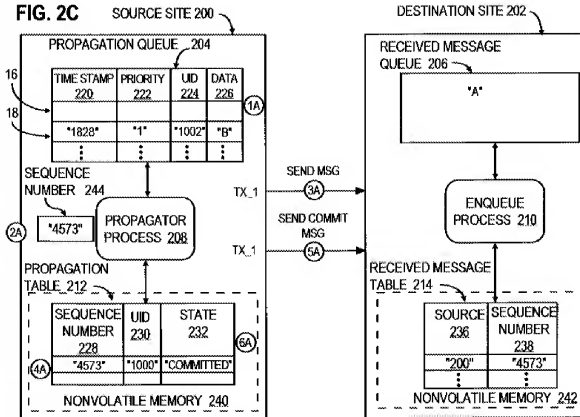 FIG. 2C
SOURCE SITE 200
DESTINATION SITE 202
PROPAGATION QUEUE 204
TIME STAMP 220
PRIORITY 222
UID 224
DATA 226
16
1A
18
"1828" "1" "1002" "B"
SEQUENCE NUMBER 244
2A
"4573"
PROPAGATOR PROCESS 208
PROPAGATION TABLE 212
SEQUENCE NUMBER 228
UID 230
STATE 232
6A
4A
"4573" "1000" "COMMITTED"
NONVOLATILE MEMORY 240
SEND MSG
TX_1
3A
SEND COMMIT MSG
TX_1
5A
RECEIVED MESSAGE QUEUE 206
"A"
ENQUEUE PROCESS 210
RECEIVED MESSAGE TABLE 214
SOURCE 236
SEQUENCE NUMBER 238
"200" "4573"
NONVOLATILE MEMORY 242